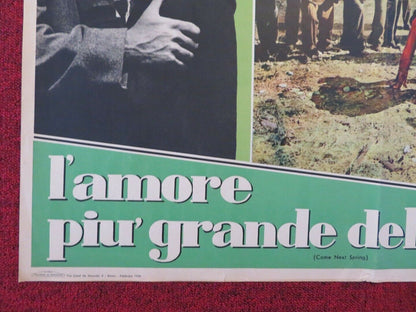 l'amore
piu' grande del
(Come Next Spring)